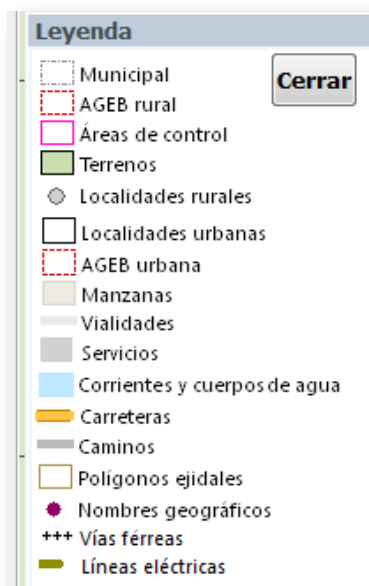 Leyenda
Municipal
Cerrar
AGEB rural
Áreas de control
Terrenos
Localidades rurales
Localidades urbanas
AGEB urbana
Manzanas
Vialidades
Servicios
Corrientes y cuerpos de agua
Carreteras
Caminos
Polígonos ejidales
Nombres geográficos
Vías férreas
Líneas eléctricas